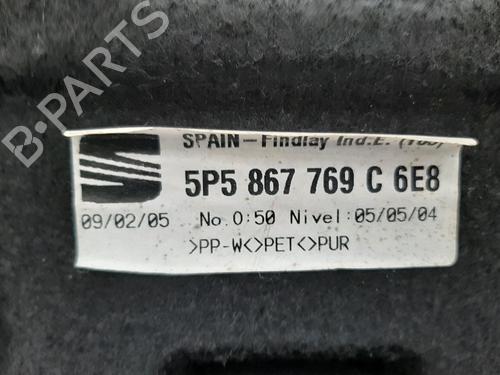 SPAIN-Findlay Ind.E.
5P5 867 769 C 6E8
09/02/05 No.0:50 Nivel:05/05/04
>PP-W<>PET<>PUR
B-PARTS